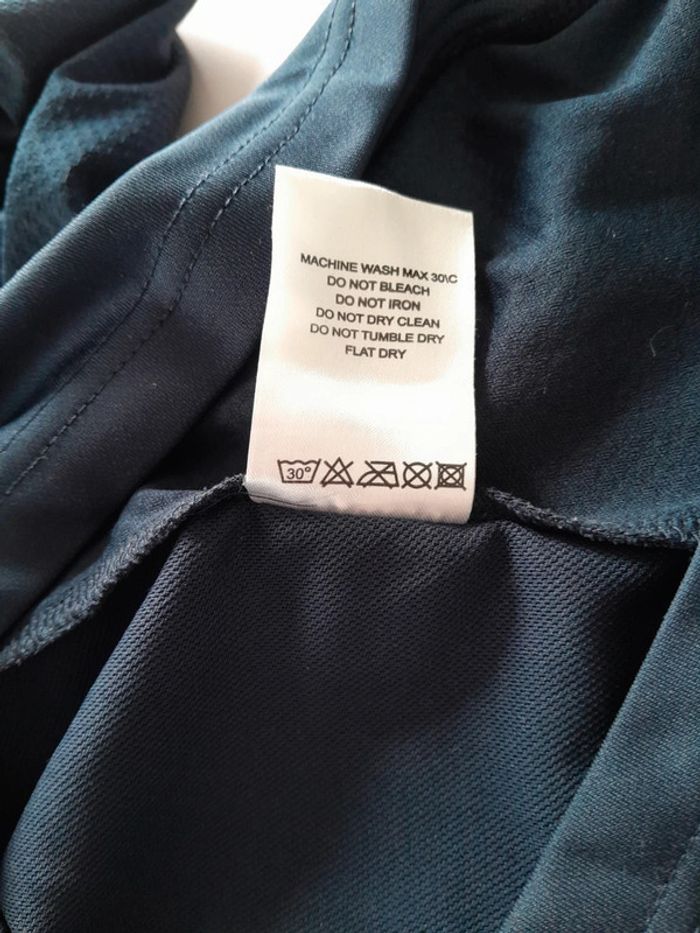 MACHINE WASH MAX 30\C
DO NOT BLEACH
DO NOT IRON
DO NOT DRY CLEAN
DO NOT TUMBLE DRY
FLAT DRY
30°